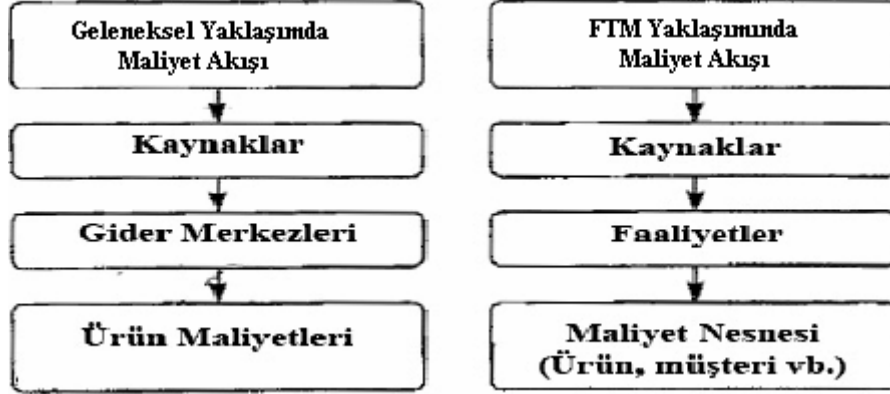 Geleneksel Yaklaşımda
Maliyet Akışı
Kaynaklar
Gider Merkezleri
Ürün Maliyetleri
FTM Yaklaşımında
Maliyet Akışı
Kaynaklar
Faaliyetler
Maliyet Nesnesi
(Ürün, müşteri vb.)